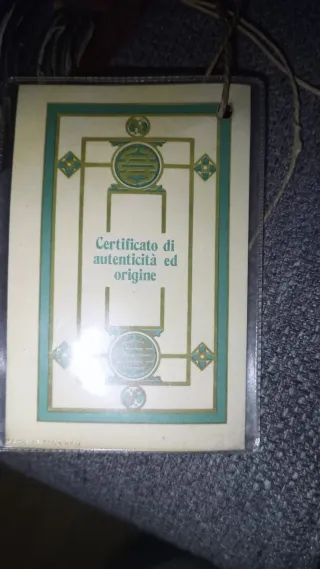 Certificato di
autenticità ed
origine